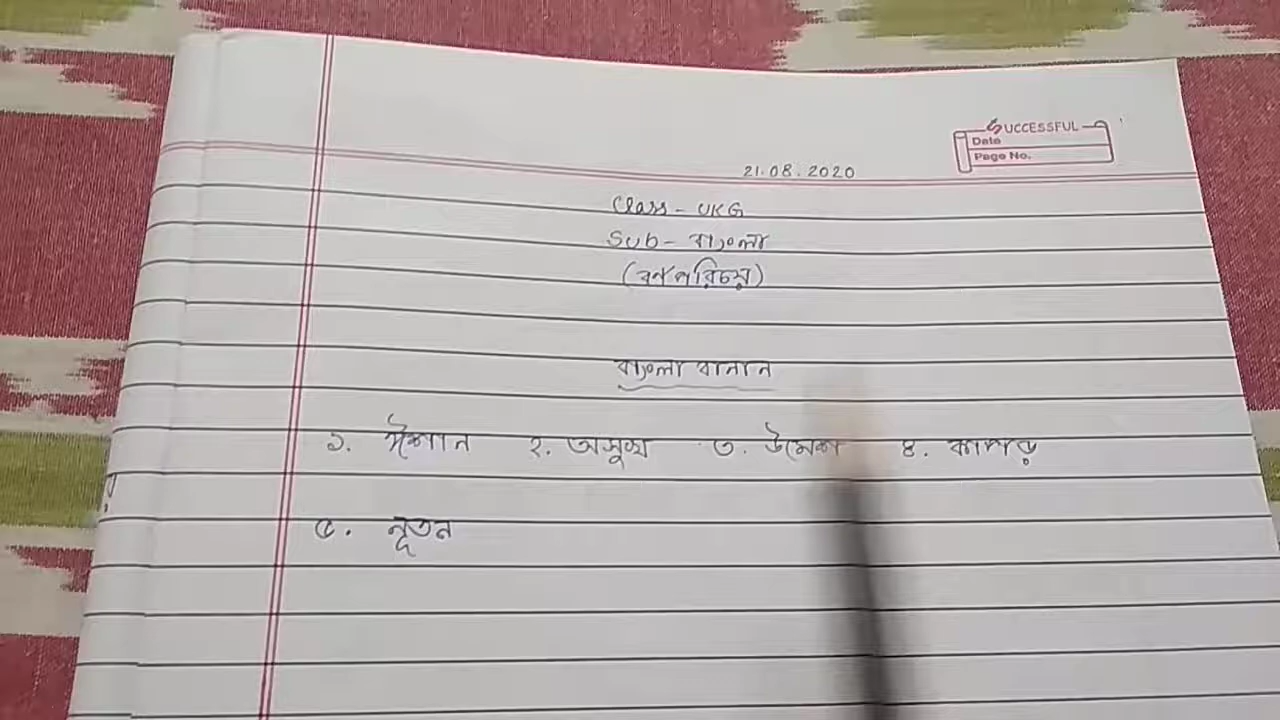 SUCCESSFUL
Date
Page No.
21.08.2020
Class - UKG
Sub - বাংলা
(বর্ণপরিচয়)
বাংলা বানান
১. ঈশান ২. অসুখ ৩. উমেশ ৪. কাপড়
৫. নূতন